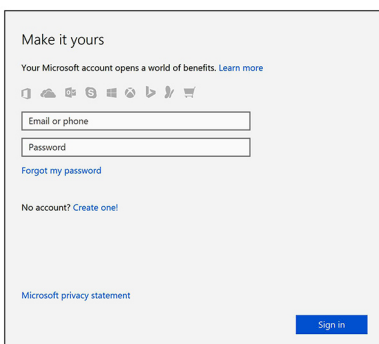 Make it yours
Your Microsoft account opens a world of benefits. Learn more
Email or phone
Password
Forgot my password
No account? Create one!
Microsoft privacy statement
Sign in